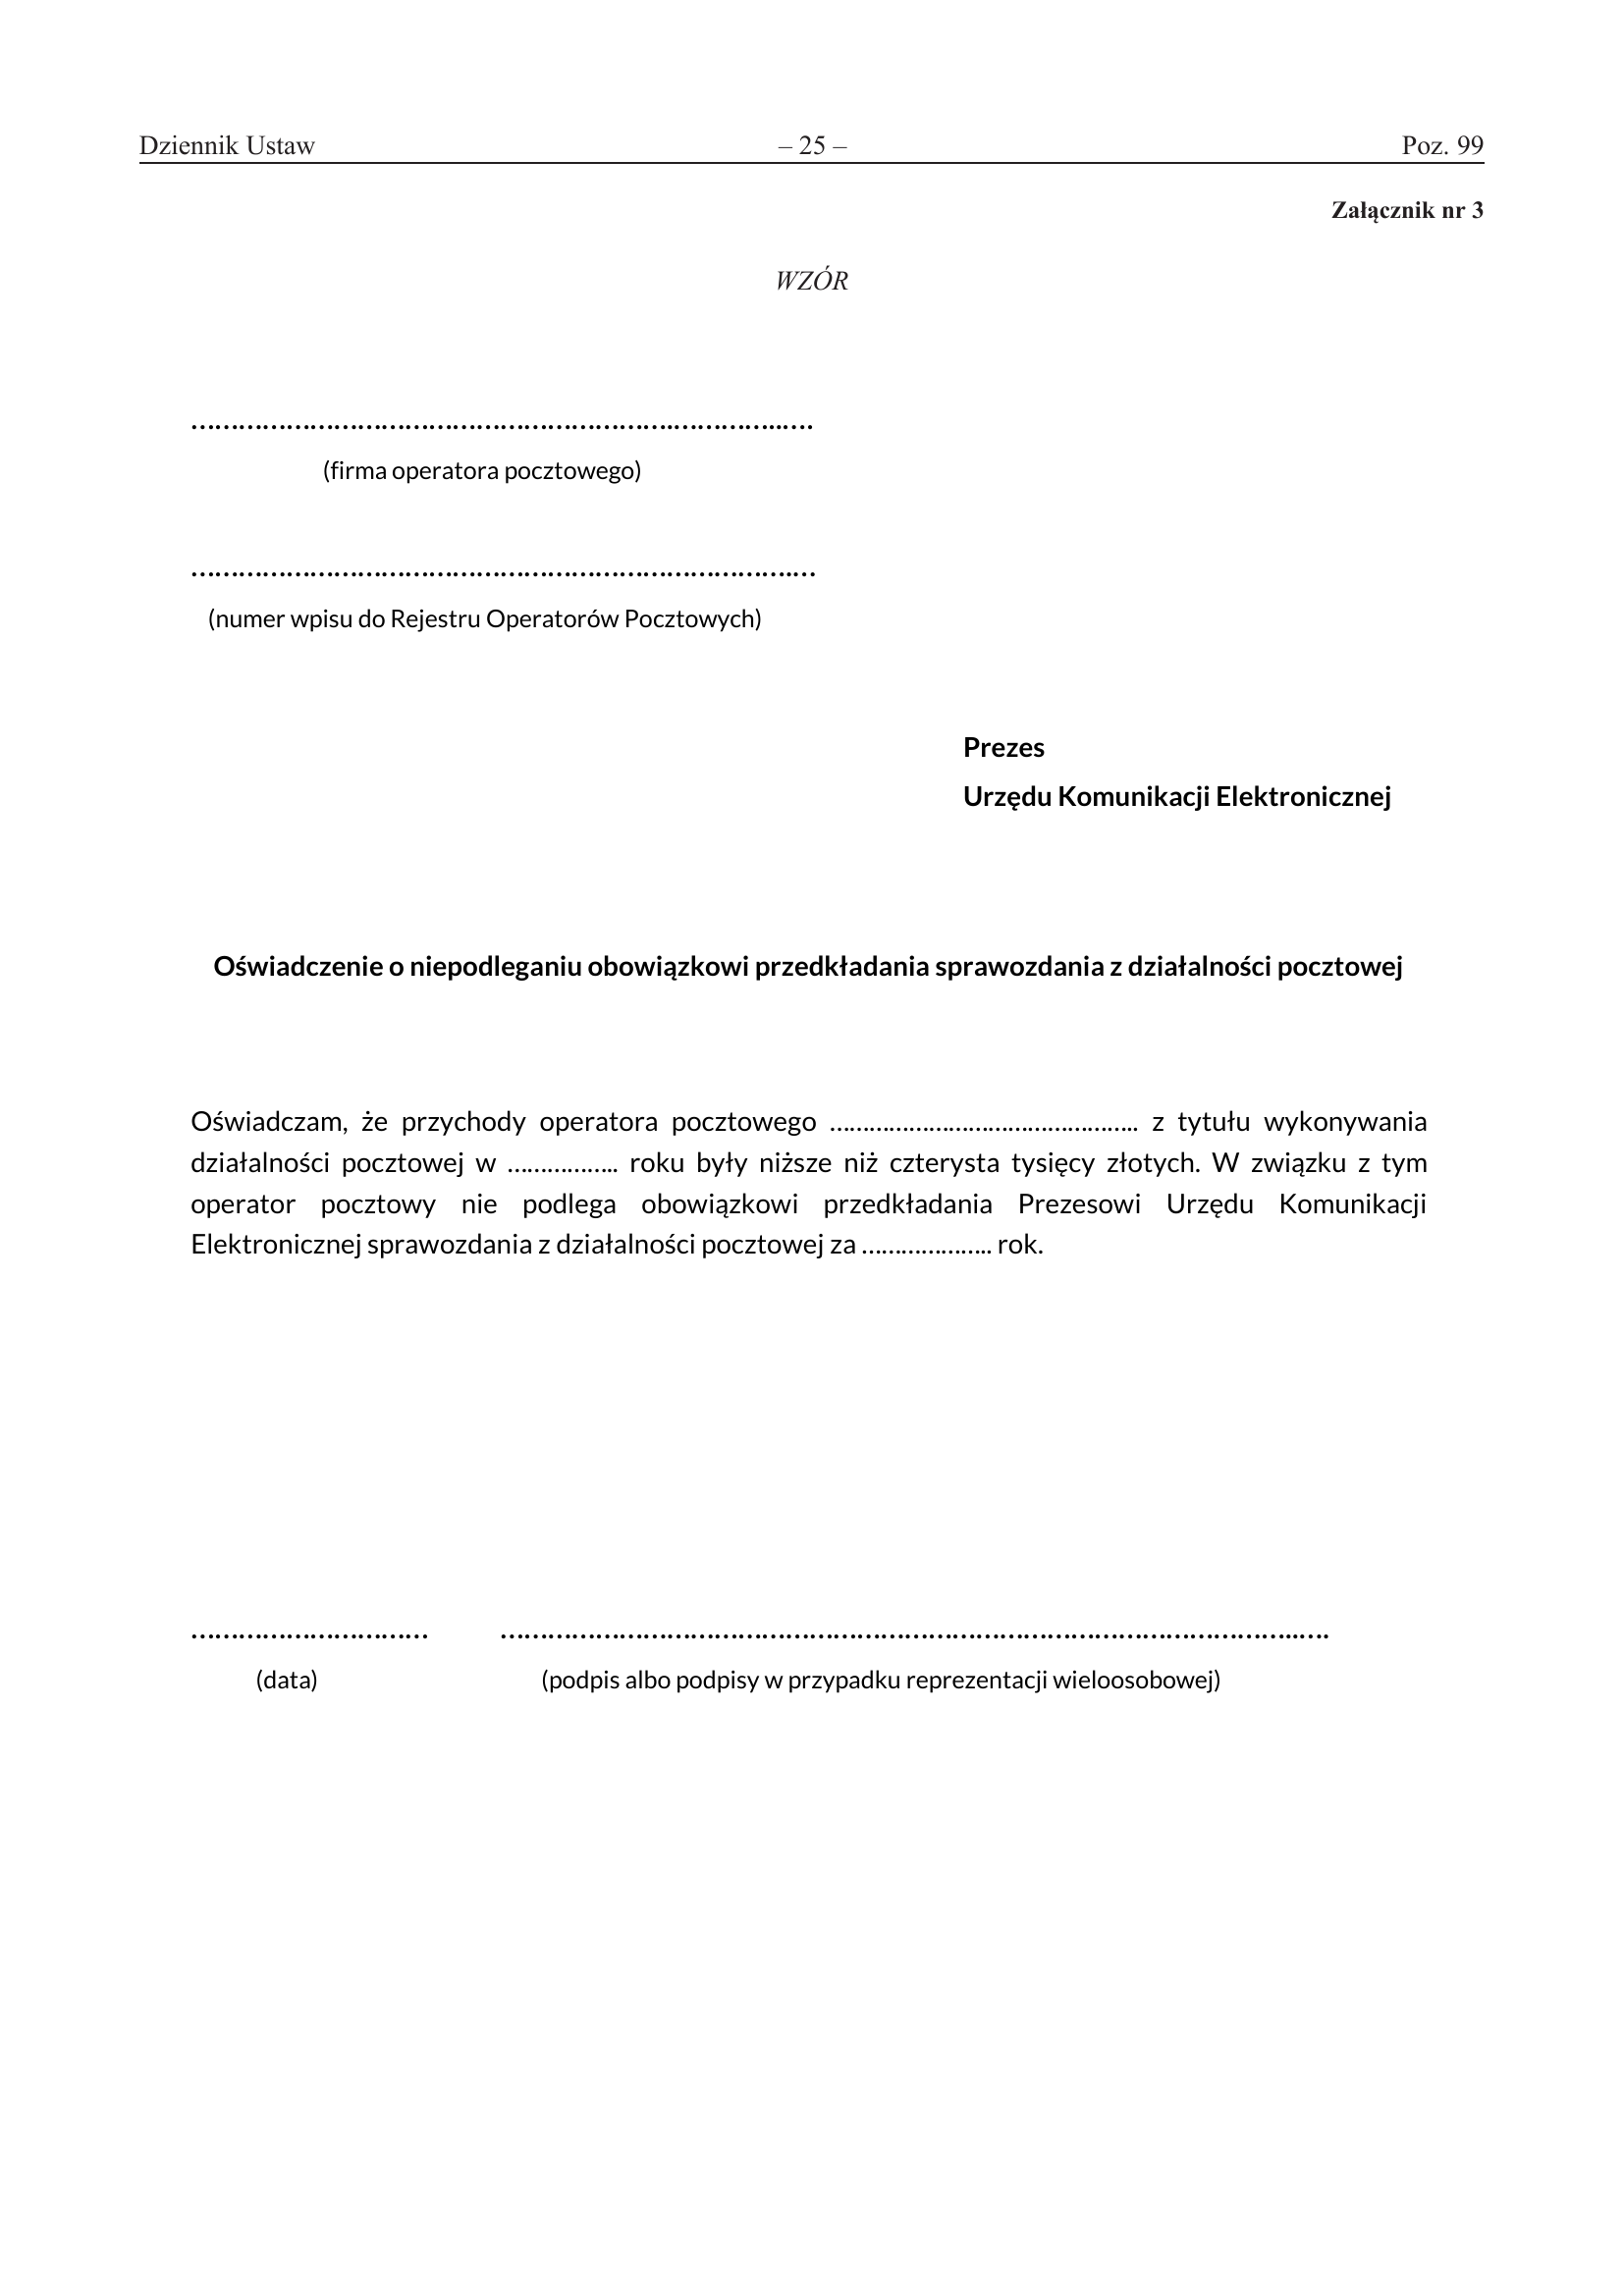 Dziennik Ustaw – 25 – Poz. 99
Załącznik nr 3
WZÓR
………………………………………………………….…………..….
(firma operatora pocztowego)
…………………………………………………………………….…
(numer wpisu do Rejestru Operatorów Pocztowych)
Prezes
Urzędu Komunikacji Elektronicznej
Oświadczenie o niepodleganiu obowiązkowi przedkładania sprawozdania z działalności pocztowej
Oświadczam, że przychody operatora pocztowego ……………………………………….. z tytułu wykonywania
działalności pocztowej w …………….. roku były niższe niż czterysta tysięcy złotych. W związku z tym
operator pocztowy nie podlega obowiązkowi przedkładania Prezesowi Urzędu Komunikacji
Elektronicznej sprawozdania z działalności pocztowej za ……………….. rok.
………………………… …………………………………………………………………………………………..….
(data) (podpis albo podpisy w przypadku reprezentacji wieloosobowej)